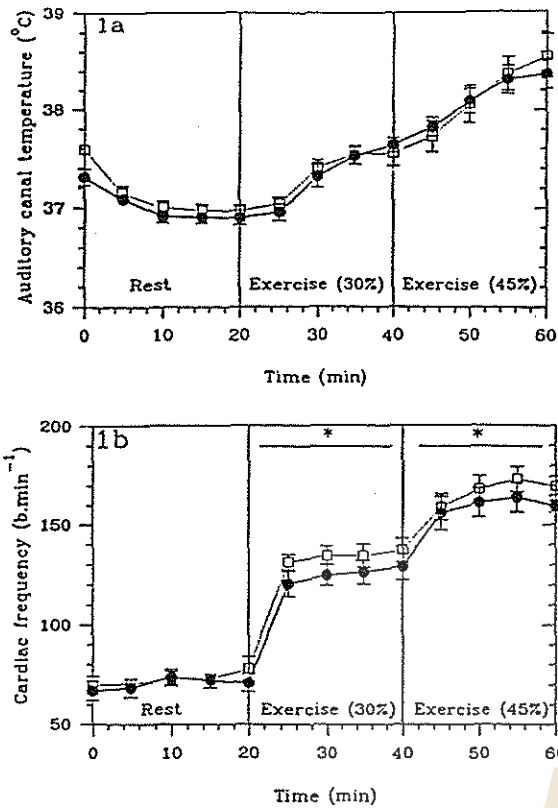 1a
Auditory canal temperature (°C)
39
38
37
36
Rest
Exercise (30%)
Exercise (45%)
0
10
20
30
40
50
60
Time (min)
1b
*
*
Cardiac frequency (b.min⁻¹)
200
150
100
50
Rest
Exercise (30%)
Exercise (45%)
0
10
20
30
40
50
60
Time (min)